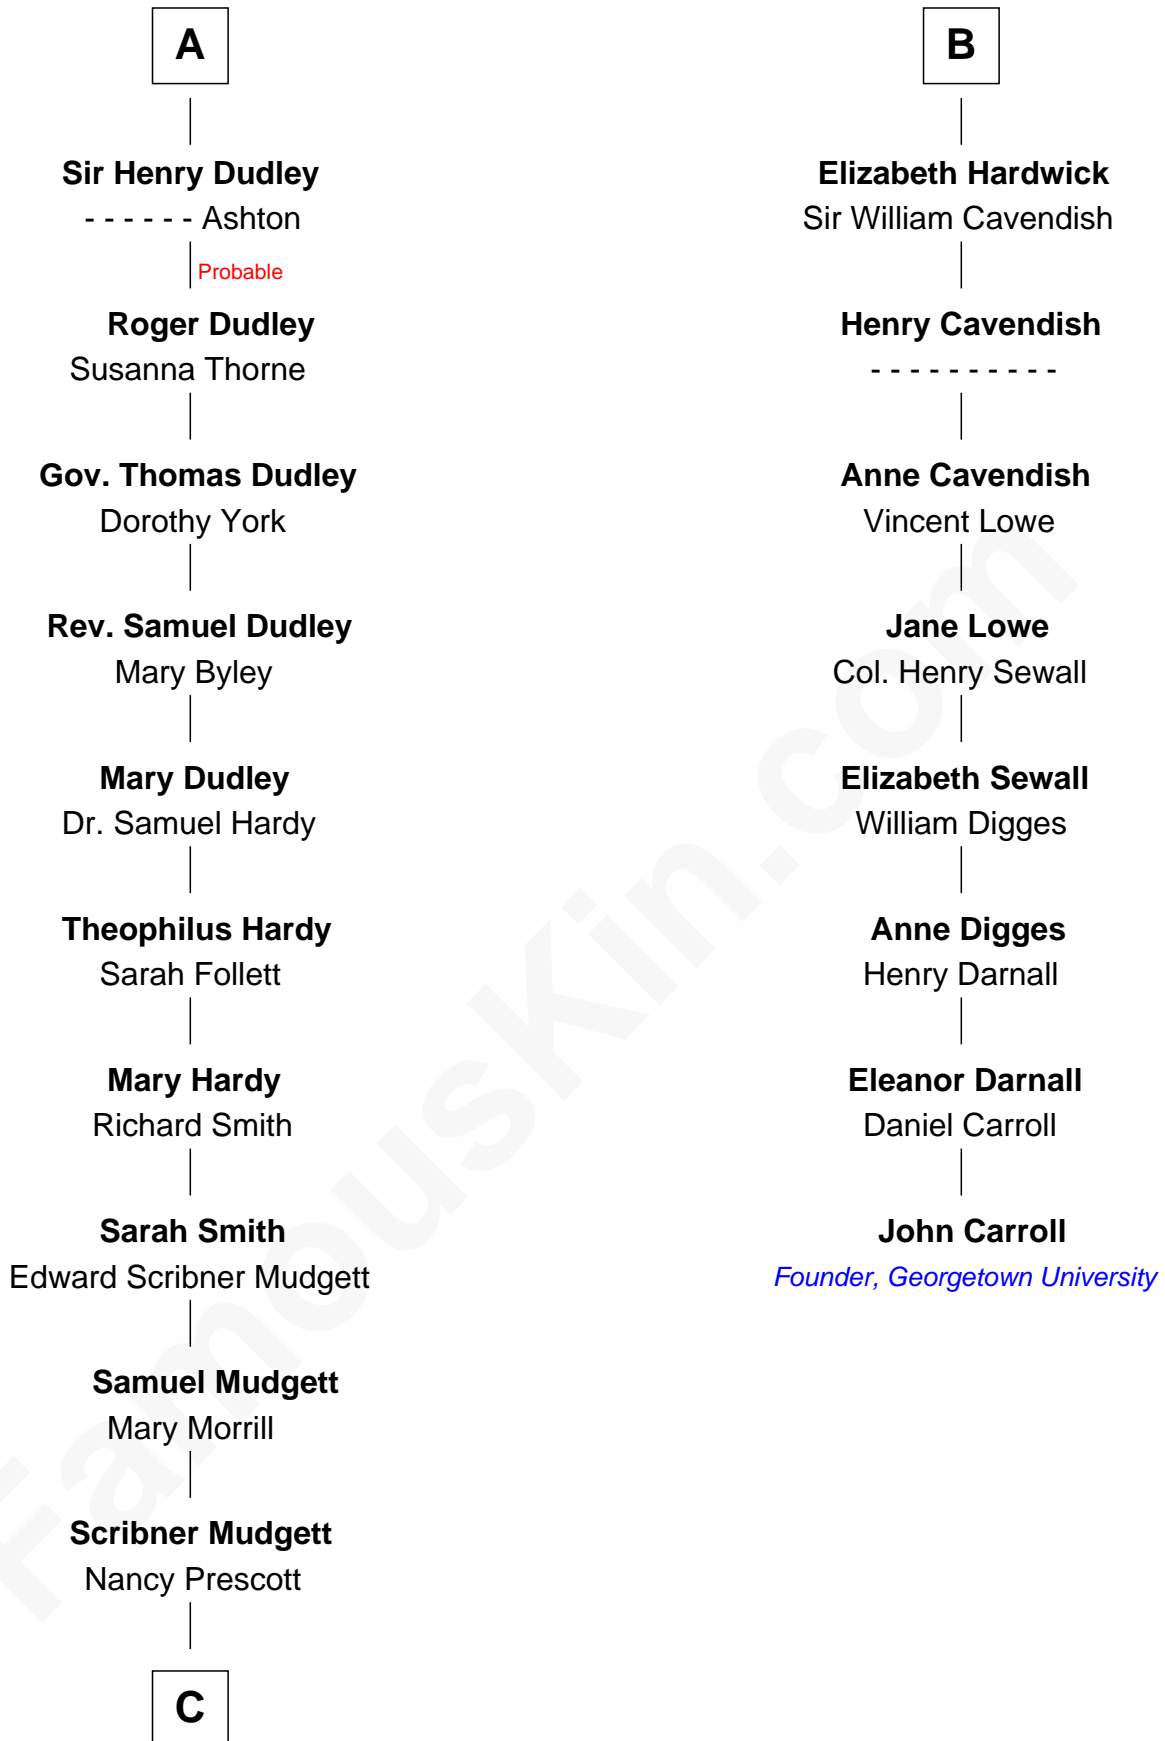 A
Sir Henry Dudley
- - - - - - Ashton
Probable
Roger Dudley
Susanna Thorne
Gov. Thomas Dudley
Dorothy York
Rev. Samuel Dudley
Mary Byley
Mary Dudley
Dr. Samuel Hardy
Theophilus Hardy
Sarah Follett
Mary Hardy
Richard Smith
Sarah Smith
Edward Scribner Mudgett
Samuel Mudgett
Mary Morrill
Scribner Mudgett
Nancy Prescott
C
B
Elizabeth Hardwick
Sir William Cavendish
Henry Cavendish
- - - - - - - - - -
Anne Cavendish
Vincent Lowe
Jane Lowe
Col. Henry Sewall
Elizabeth Sewall
William Digges
Anne Digges
Henry Darnall
Eleanor Darnall
Daniel Carroll
John Carroll
Founder, Georgetown University
FamousKin.com